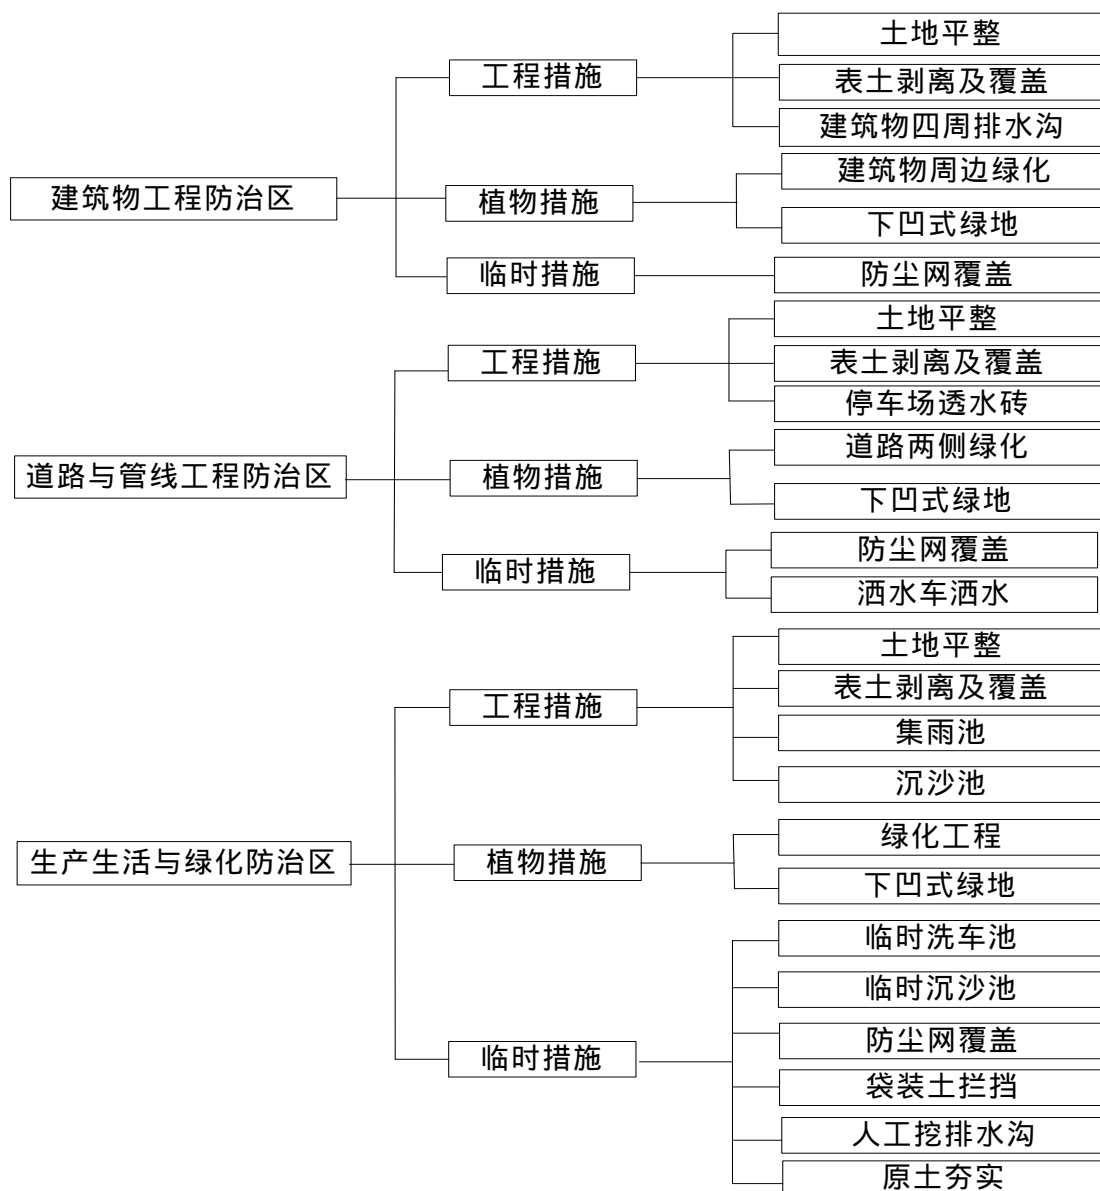 建筑物工程防治区
工程措施
土地平整
表土剥离及覆盖
建筑物四周排水沟
植物措施
建筑物周边绿化
下凹式绿地
临时措施
防尘网覆盖
道路与管线工程防治区
工程措施
土地平整
表土剥离及覆盖
停车场透水砖
植物措施
道路两侧绿化
下凹式绿地
临时措施
防尘网覆盖
洒水车洒水
生产生活与绿化防治区
工程措施
土地平整
表土剥离及覆盖
集雨池
沉沙池
植物措施
绿化工程
下凹式绿地
临时措施
临时洗车池
临时沉沙池
防尘网覆盖
袋装土拦挡
人工挖排水沟
原土夯实